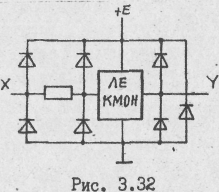 +E
X
ЛЕ
КМОН
Y
Рис. 3.32